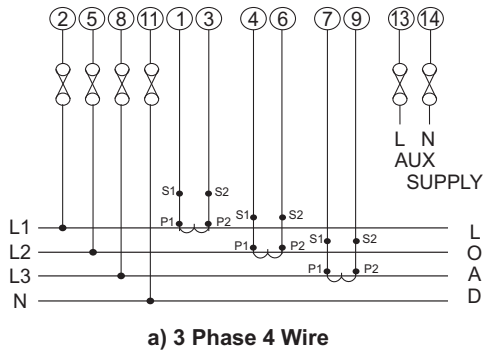 2 5 8 11 1 3 4 6 7 9 13 14
L N
AUX
SUPPLY
S1 S2
P1 P2
S1 S2
P1 P2
S1 S2
P1 P2
L1 L
L2 O
L3 A
N D
a) 3 Phase 4 Wire